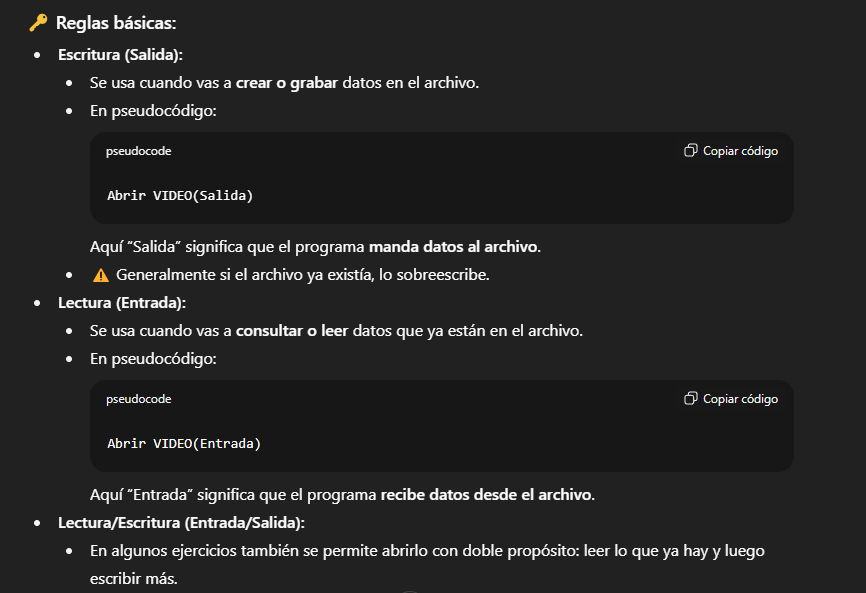 🔑 Reglas básicas:
• Escritura (Salida):
• Se usa cuando vas a crear o grabar datos en el archivo.
• En pseudocódigo:
pseudocode
Copiar código
Abrir VIDEO(Salida)
Aquí “Salida” significa que el programa manda datos al archivo.
• ⚠️ Generalmente si el archivo ya existía, lo sobreescribe.
• Lectura (Entrada):
• Se usa cuando vas a consultar o leer datos que ya están en el archivo.
• En pseudocódigo:
pseudocode
Copiar código
Abrir VIDEO(Entrada)
Aquí “Entrada” significa que el programa recibe datos desde el archivo.
• Lectura/Escritura (Entrada/Salida):
• En algunos ejercicios también se permite abrirlo con doble propósito: leer lo que ya hay y luego
escribir más.